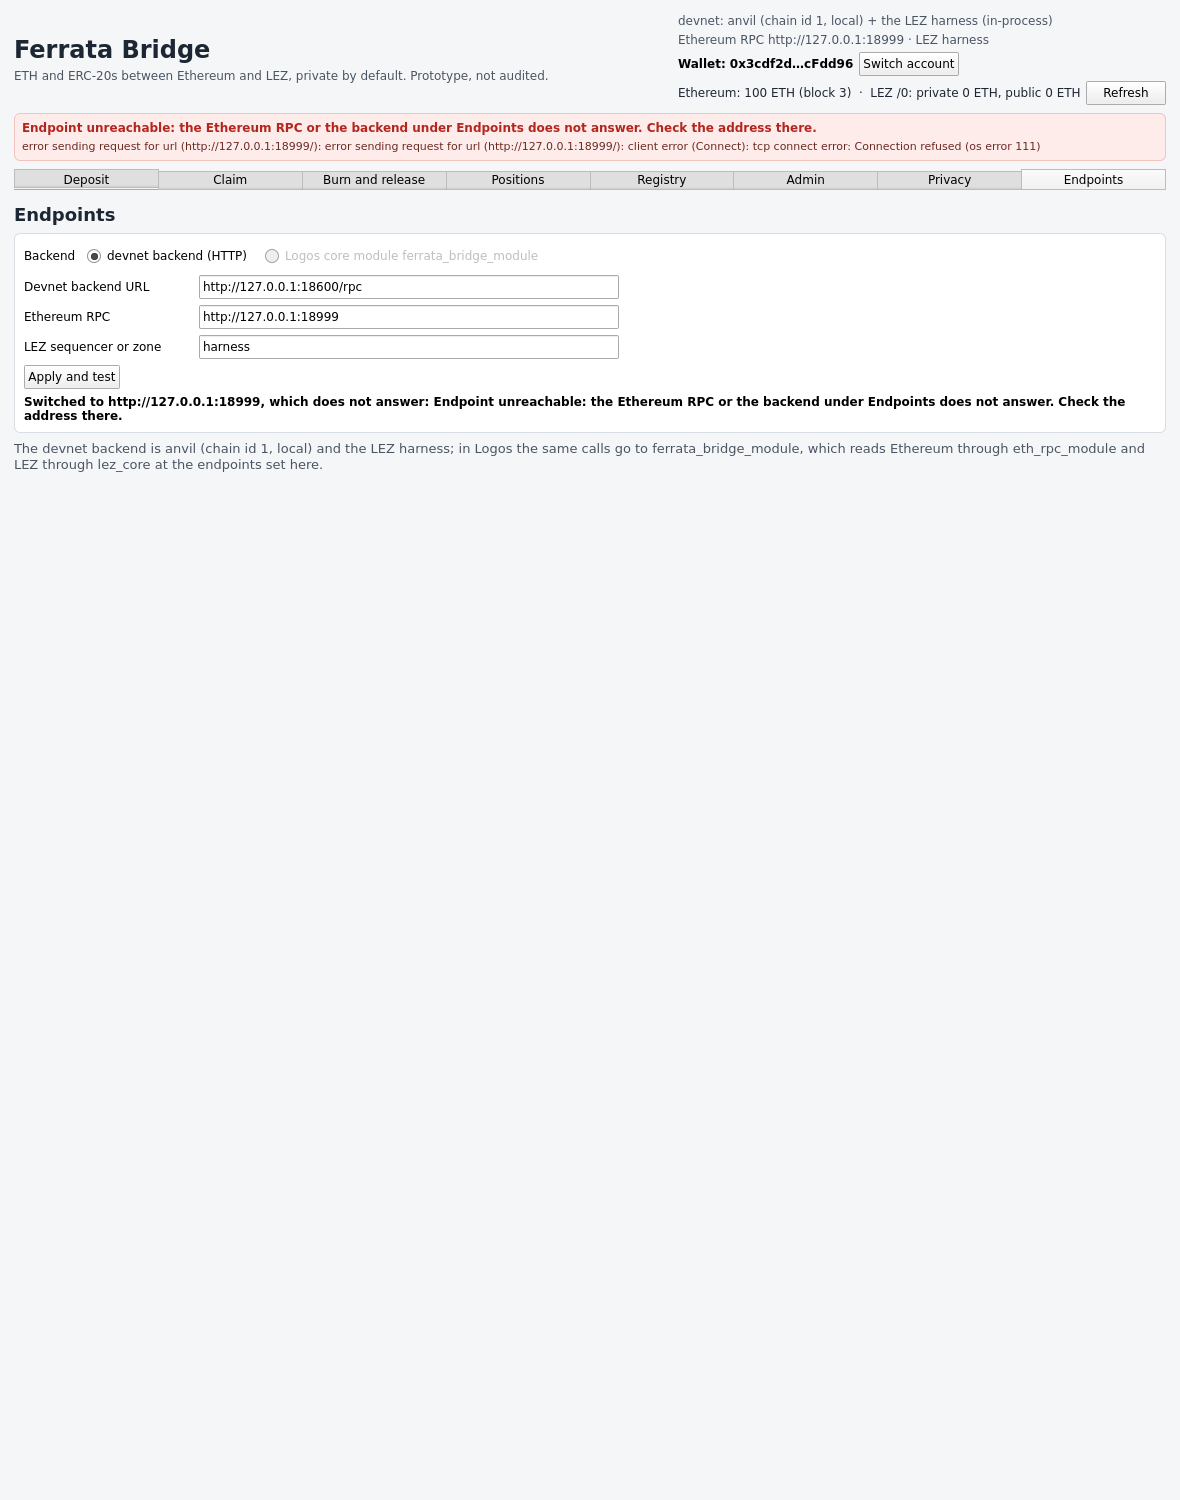 Ferrata Bridge
ETH and ERC-20s between Ethereum and LEZ, private by default. Prototype, not audited.
devnet: anvil (chain id 1, local) + the LEZ harness (in-process)
Ethereum RPC http://127.0.0.1:18999 · LEZ harness
Wallet: 0x3cdf2d…cFdd96 Switch account
Ethereum: 100 ETH (block 3) · LEZ /0: private 0 ETH, public 0 ETH Refresh
Endpoint unreachable: the Ethereum RPC or the backend under Endpoints does not answer. Check the address there.
error sending request for url (http://127.0.0.1:18999/): error sending request for url (http://127.0.0.1:18999/): client error (Connect): tcp connect error: Connection refused (os error 111)
Deposit Claim Burn and release Positions Registry Admin Privacy Endpoints
Endpoints
Backend devnet backend (HTTP) Logos core module ferrata_bridge_module
Devnet backend URL http://127.0.0.1:18600/rpc
Ethereum RPC http://127.0.0.1:18999
LEZ sequencer or zone harness
Apply and test
Switched to http://127.0.0.1:18999, which does not answer: Endpoint unreachable: the Ethereum RPC or the backend under Endpoints does not answer. Check the
address there.
The devnet backend is anvil (chain id 1, local) and the LEZ harness; in Logos the same calls go to ferrata_bridge_module, which reads Ethereum through eth_rpc_module and
LEZ through lez_core at the endpoints set here.